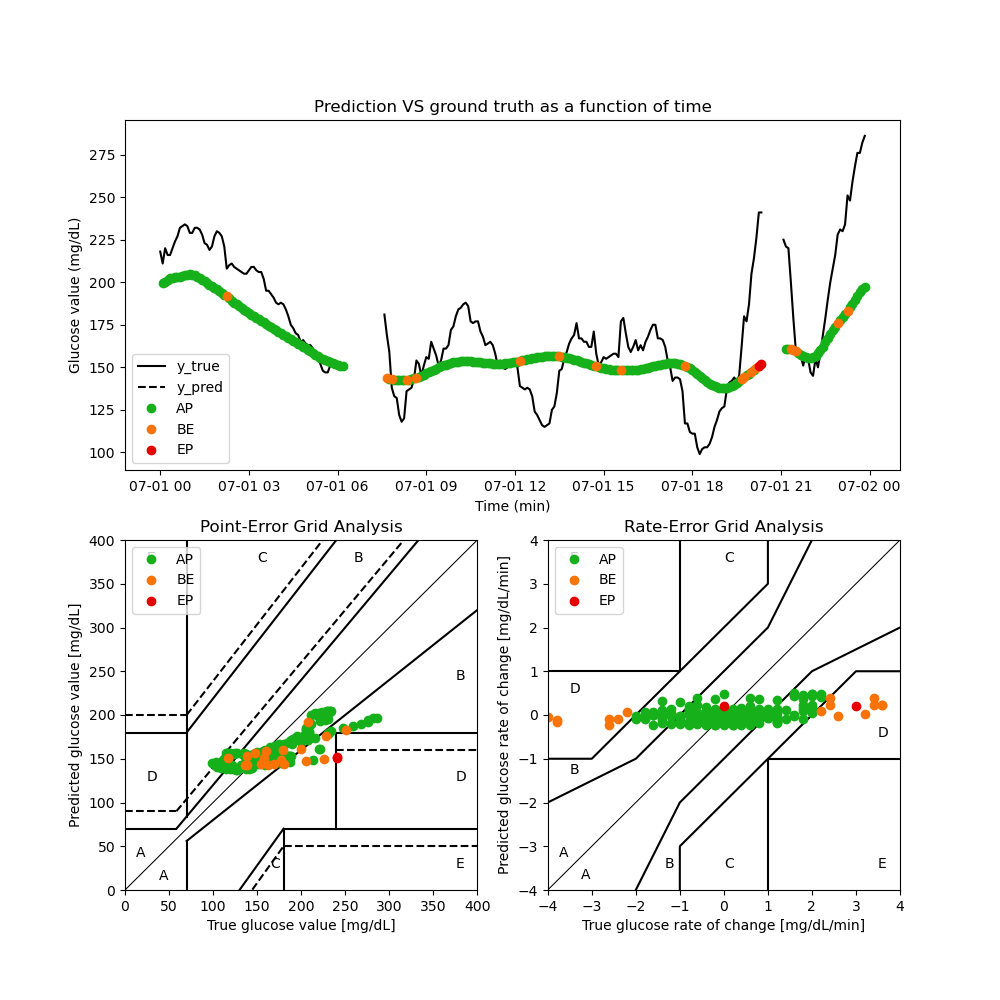 Prediction VS ground truth as a function of time
Glucose value (mg/dL)
275
250
225
200
175
150
125
100
y_true
y_pred
AP
BE
EP
07-01 00 07-01 03 07-01 06 07-01 09 07-01 12 07-01 15 07-01 18 07-01 21 07-02 00
Time (min)
Point-Error Grid Analysis
Predicted glucose value [mg/dL]
400
350
300
250
200
150
100
50
0
AP
BE
EP
C
B
B
D
D
A
A
C
E
0 50 100 150 200 250 300 350 400
True glucose value [mg/dL]
Rate-Error Grid Analysis
Predicted glucose rate of change [mg/dL/min]
4
3
2
1
0
−1
−2
−3
−4
AP
BE
EP
C
D
D
B
A
A
B
C
E
−4 −3 −2 −1 0 1 2 3 4
True glucose rate of change [mg/dL/min]